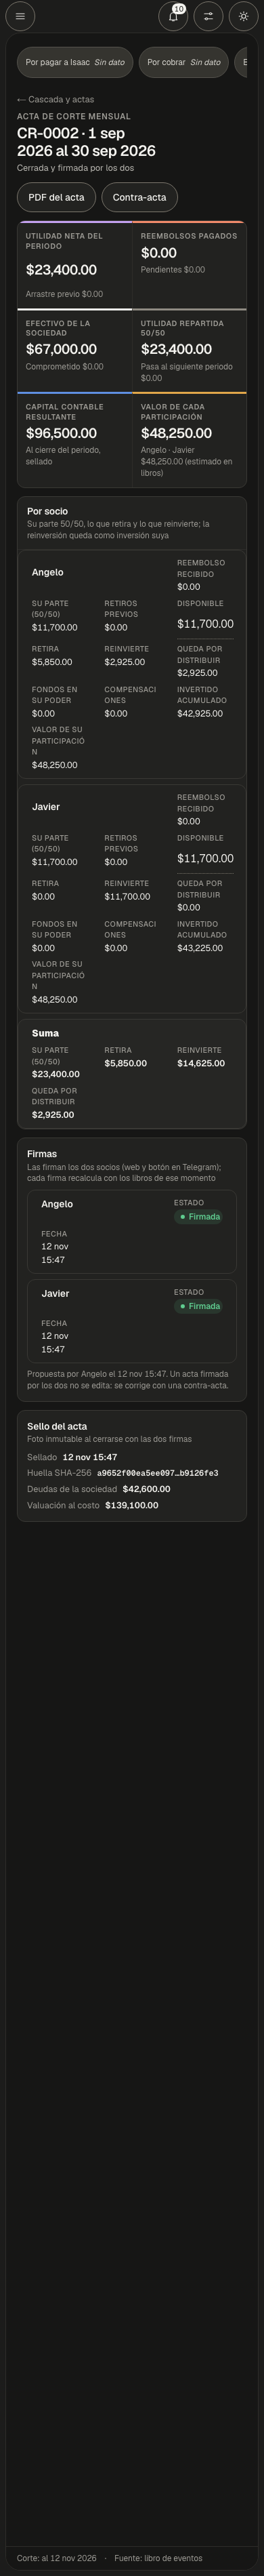 10
Por pagar a Isaac Sin dato
Por cobrar Sin dato
← Cascada y actas
ACTA DE CORTE MENSUAL
CR-0002 · 1 sep
2026 al 30 sep 2026
Cerrada y firmada por los dos
PDF del acta
Contra-acta
UTILIDAD NETA DEL
PERIODO
$23,400.00
Arrastre previo $0.00
REEMBOLSOS PAGADOS
$0.00
Pendientes $0.00
EFECTIVO DE LA
SOCIEDAD
$67,000.00
Comprometido $0.00
UTILIDAD REPARTIDA
50/50
$23,400.00
Pasa al siguiente periodo
$0.00
CAPITAL CONTABLE
RESULTANTE
$96,500.00
Al cierre del periodo,
sellado
VALOR DE CADA
PARTICIPACIÓN
$48,250.00
Angelo · Javier
$48,250.00 (estimado en
libros)
Por socio
Su parte 50/50, lo que retira y lo que reinvierte; la
reinversión queda como inversión suya
Angelo
REEMBOLSO
RECIBIDO
$0.00
SU PARTE
(50/50)
$11,700.00
RETIROS
PREVIOS
$0.00
DISPONIBLE
$11,700.00
RETIRA
$5,850.00
REINVIERTE
$2,925.00
QUEDA POR
DISTRIBUIR
$2,925.00
FONDOS EN
SU PODER
$0.00
COMPENSACI
ONES
$0.00
INVERTIDO
ACUMULADO
$42,925.00
VALOR DE SU
PARTICIPACIÓ
N
$48,250.00
Javier
REEMBOLSO
RECIBIDO
$0.00
SU PARTE
(50/50)
$11,700.00
RETIROS
PREVIOS
$0.00
DISPONIBLE
$11,700.00
RETIRA
$0.00
REINVIERTE
$11,700.00
QUEDA POR
DISTRIBUIR
$0.00
FONDOS EN
SU PODER
$0.00
COMPENSACI
ONES
$0.00
INVERTIDO
ACUMULADO
$43,225.00
VALOR DE SU
PARTICIPACIÓ
N
$48,250.00
Suma
SU PARTE
(50/50)
$23,400.00
RETIRA
$5,850.00
REINVIERTE
$14,625.00
QUEDA POR
DISTRIBUIR
$2,925.00
Firmas
Las firman los dos socios (web y botón en Telegram);
cada firma recalcula con los libros de ese momento
Angelo
ESTADO
Firmada
FECHA
12 nov
15:47
Javier
ESTADO
Firmada
FECHA
12 nov
15:47
Propuesta por Angelo el 12 nov 15:47. Un acta firmada
por los dos no se edita: se corrige con una contra-acta.
Sello del acta
Foto inmutable al cerrarse con las dos firmas
Sellado 12 nov 15:47
Huella SHA-256 a9652f00ea5ee097…b9126fe3
Deudas de la sociedad $42,600.00
Valuación al costo $139,100.00
Corte: al 12 nov 2026 · Fuente: libro de eventos